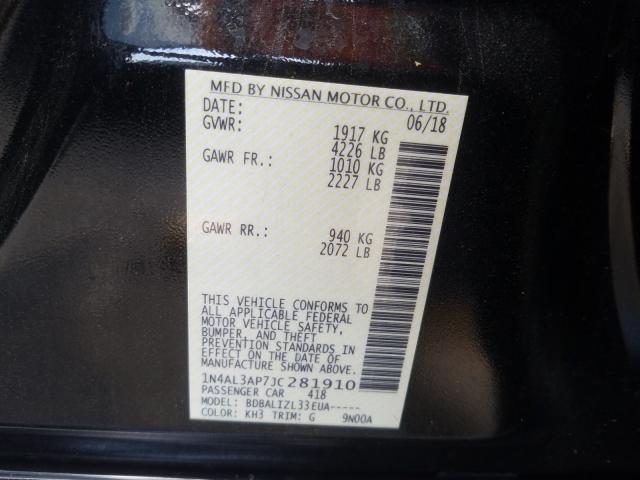 MFD BY NISSAN MOTOR CO., LTD.
DATE: 06/18
GVWR: 1917 KG
4226 LB
GAWR FR.: 1010 KG
2227 LB
GAWR RR.: 940 KG
2072 LB
THIS VEHICLE CONFORMS TO
ALL APPLICABLE FEDERAL
MOTOR VEHICLE SAFETY,
BUMPER, AND THEFT
PREVENTION STANDARDS IN
EFFECT ON THE DATE OF
MANUFACTURE SHOWN ABOVE.
1N4AL3AP7JC281910
PASSENGER CAR 418
MODEL: BDBALIZL33EUA-----
COLOR: KH3 TRIM: G 9N00A